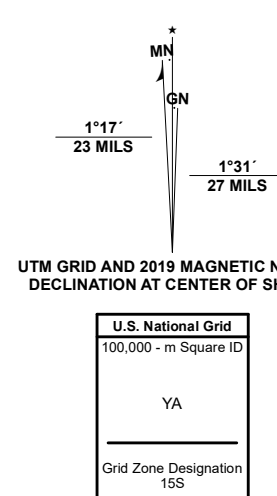 ★
MN
GN
1°17´
23 MILS
1°31´
27 MILS
UTM GRID AND 2019 MAGNETIC
DECLINATION AT CENTER OF
U.S. National Grid
100,000 - m Square ID
YA
Grid Zone Designation
15S